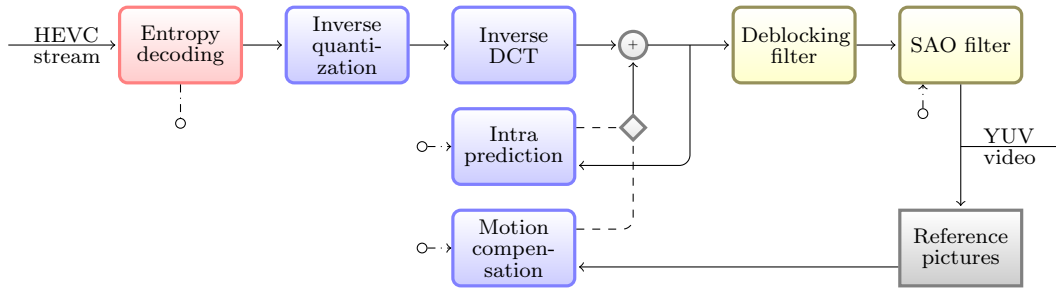 HEVC
stream
Entropy
decoding
Inverse
quanti-
zation
Inverse
DCT
+
Deblocking
filter
SAO filter
Intra
prediction
YUV
video
Motion
compen-
sation
Reference
pictures